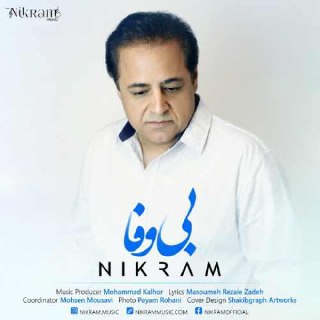 NikRam
بی وفا
NIKRAM
Music Producer Mohammad Kalhor Lyrics Masoumeh Rezaie Zadeh
Coordinator Mohsen Mousavi Photo Payam Rohani Cover Design Shakibgraph Artworks
NIKRAM.MUSIC NIKRAMMUSIC.COM NIKRAMOFFICIAL